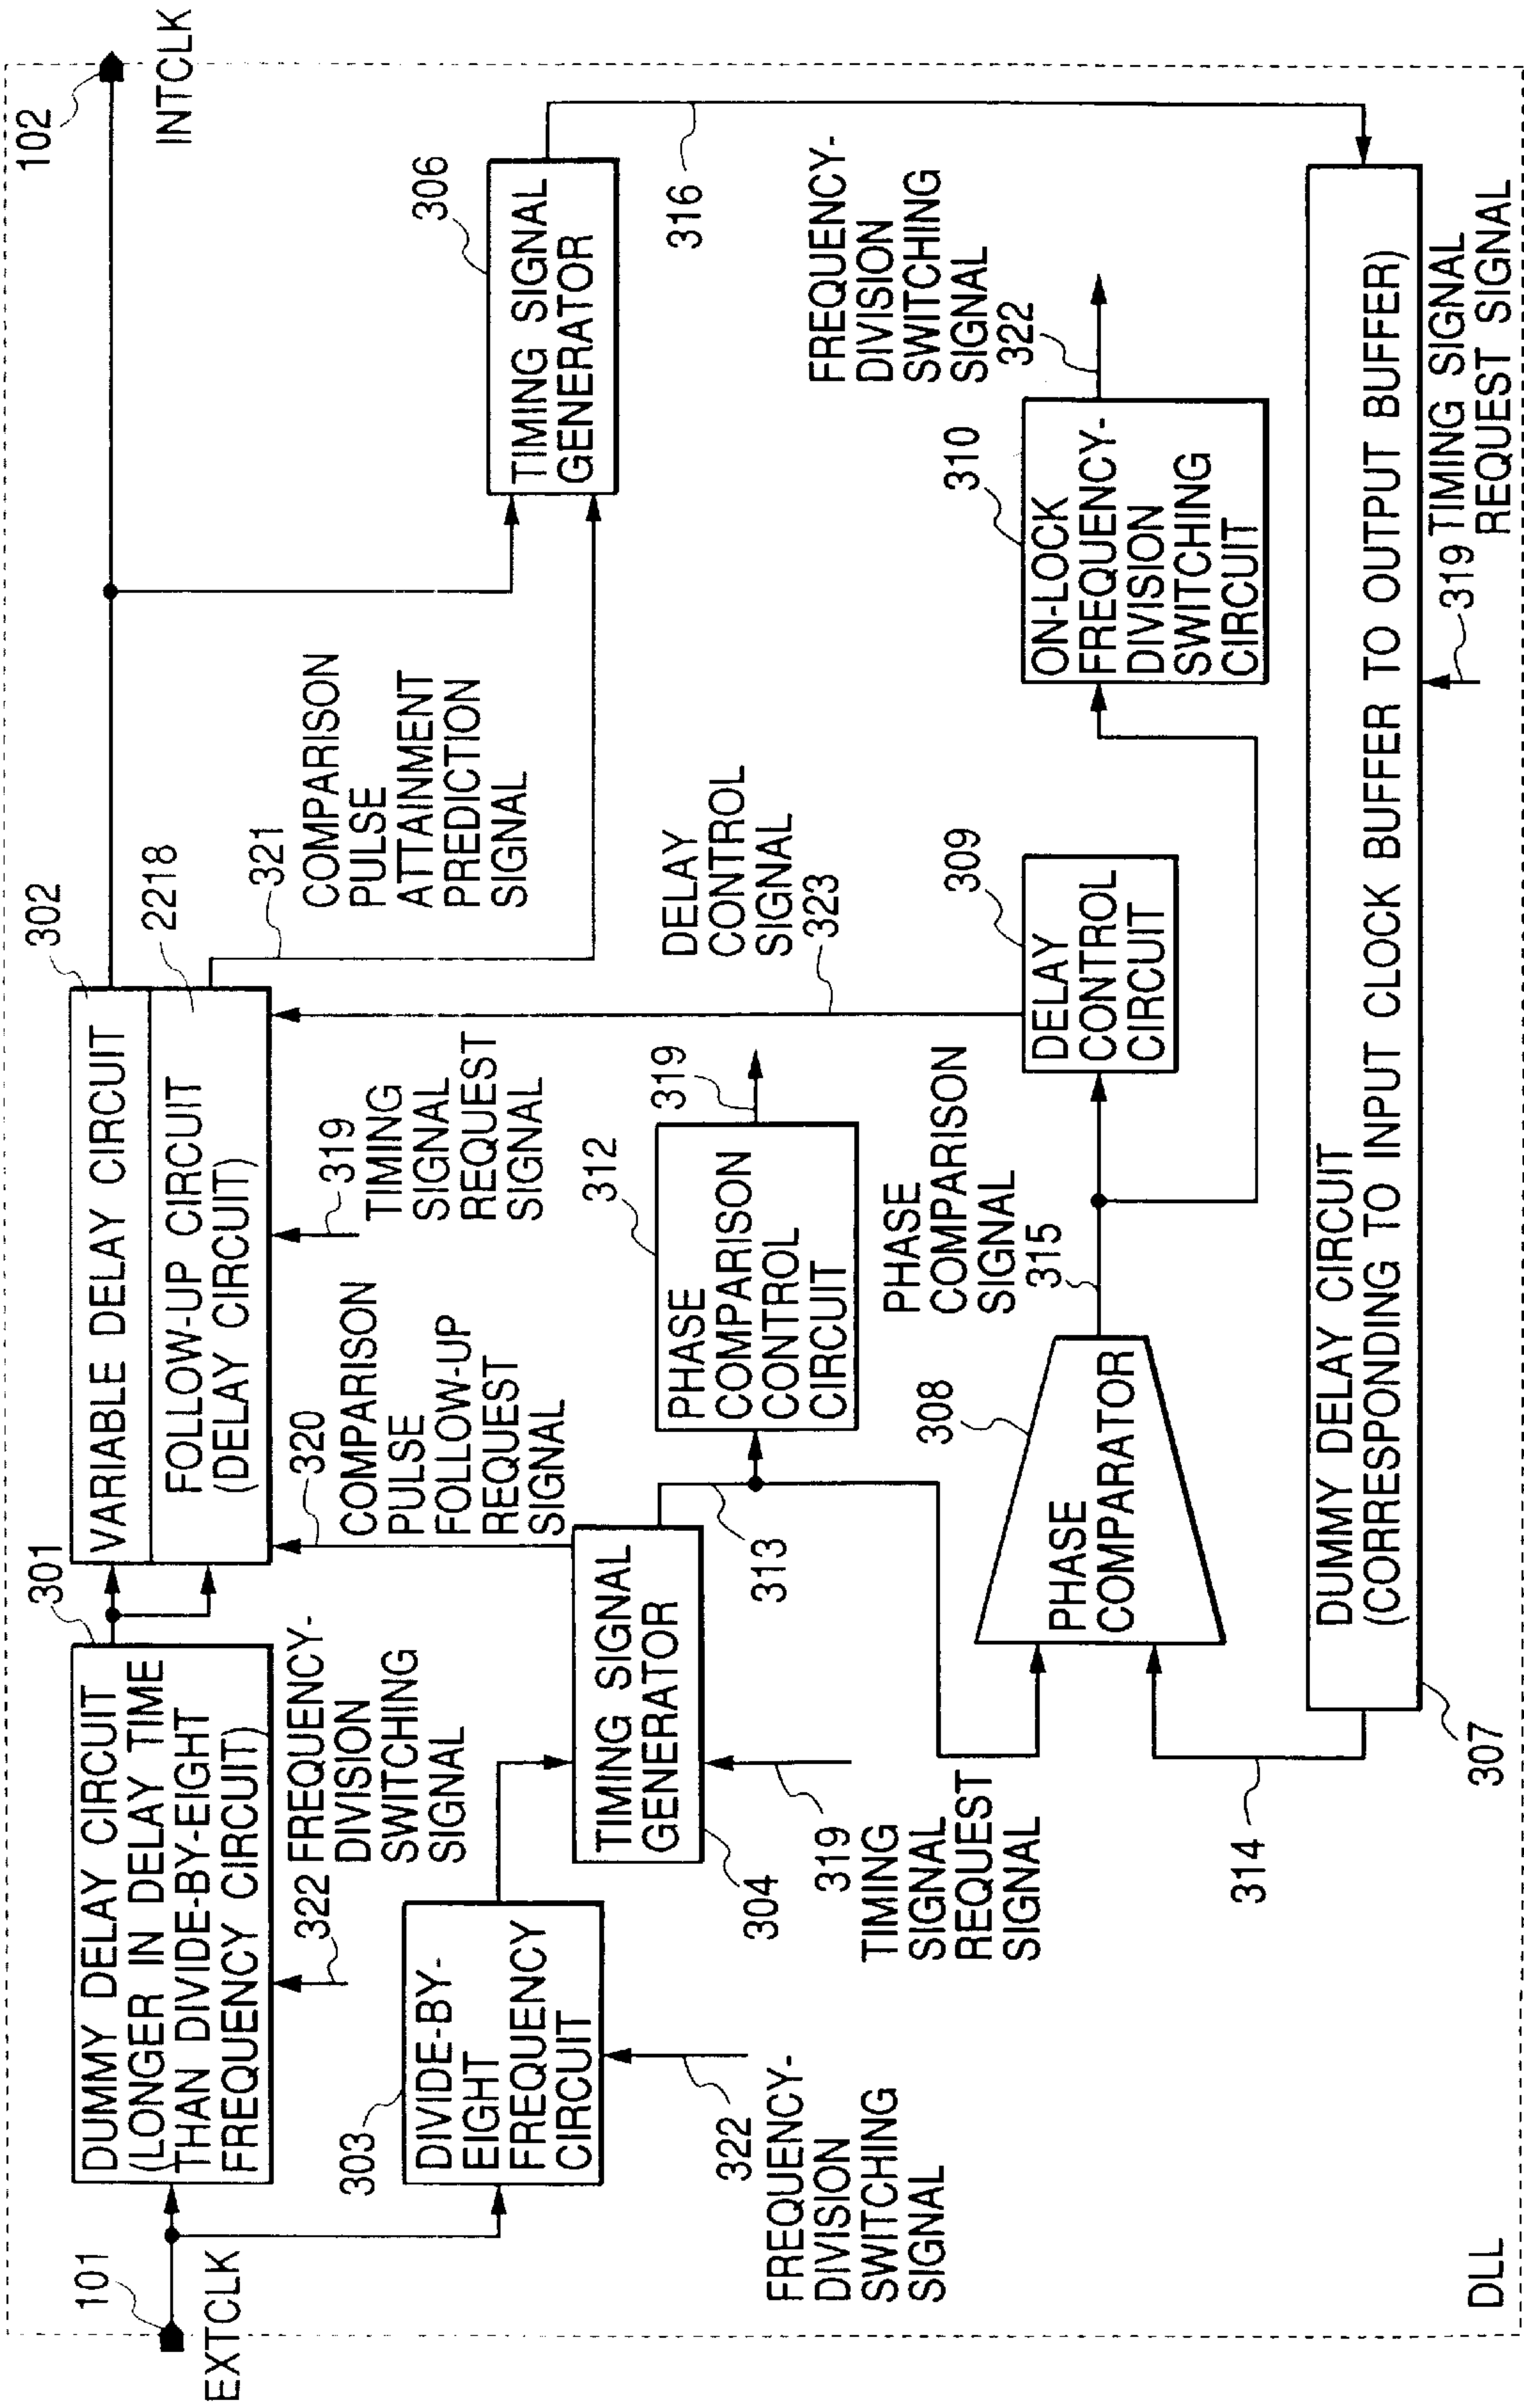 101
EXTCLK
DUMMY DELAY CIRCUIT
(LONGER IN DELAY TIME
THAN DIVIDE-BY-EIGHT
FREQUENCY CIRCUIT)
301
322
FREQUENCY-
DIVISION
SWITCHING
SIGNAL
VARIABLE DELAY CIRCUIT
302
FOLLOW-UP CIRCUIT
(DELAY CIRCUIT)
2218
102
INTCLK
303
DIVIDE-BY-
EIGHT
FREQUENCY
CIRCUIT
322
FREQUENCY-
DIVISION
SWITCHING
SIGNAL
320
COMPARISON
PULSE
FOLLOW-UP
REQUEST
SIGNAL
319
TIMING
SIGNAL
REQUEST
SIGNAL
321
COMPARISON
PULSE
ATTAINMENT
PREDICTION
SIGNAL
306
TIMING SIGNAL
GENERATOR
316
TIMING SIGNAL
GENERATOR
304
319
TIMING
SIGNAL
REQUEST
SIGNAL
313
312
PHASE
COMPARISON
CONTROL
CIRCUIT
319
DELAY
CONTROL
SIGNAL
323
308
PHASE
COMPARATOR
PHASE
COMPARISON
SIGNAL
315
309
DELAY
CONTROL
CIRCUIT
310
ON-LOCK
FREQUENCY-
DIVISION
SWITCHING
CIRCUIT
FREQUENCY-
DIVISION
SWITCHING
SIGNAL
322
314
307
DUMMY DELAY CIRCUIT
(CORRESPONDING TO INPUT CLOCK BUFFER TO OUTPUT BUFFER)
319
TIMING SIGNAL
REQUEST SIGNAL
DLL